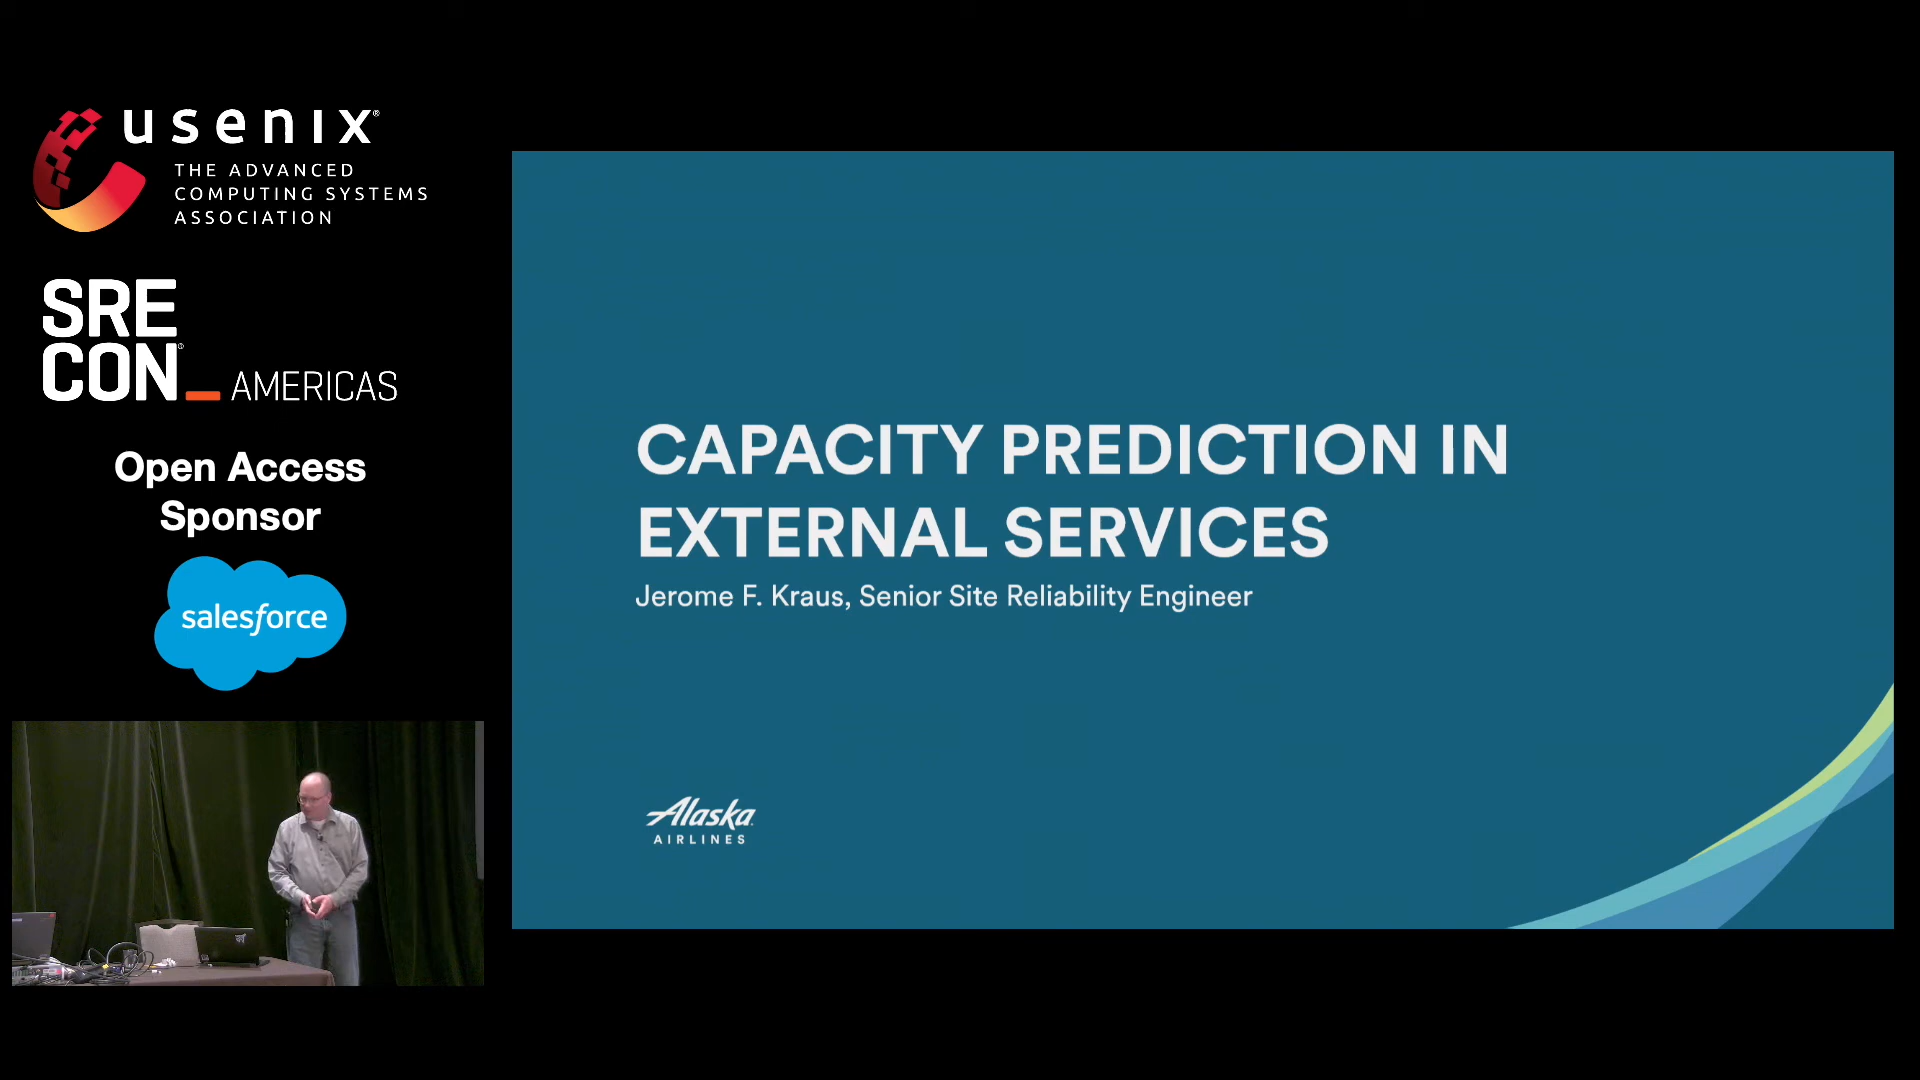 usenix®
THE ADVANCED
COMPUTING SYSTEMS
ASSOCIATION
SRE
CON®_ AMERICAS
Open Access
Sponsor
salesforce
CAPACITY PREDICTION IN
EXTERNAL SERVICES
Jerome F. Kraus, Senior Site Reliability Engineer
Alaska
AIRLINES